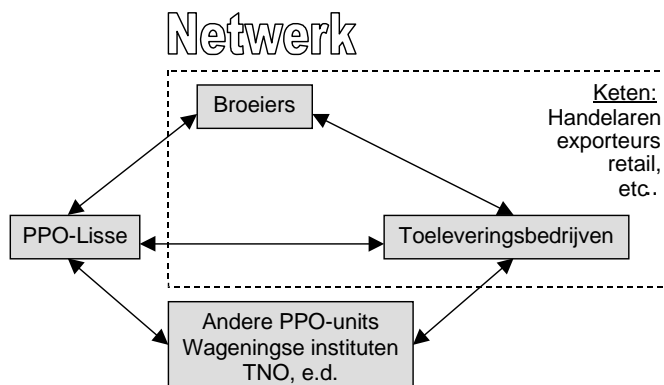 Netwerk
Broeiers
Keten:
Handelaren
exporteurs
retail,
etc..
PPO-Lisse
Toeleveringsbedrijven
Andere PPO-units
Wageningse instituten
TNO, e.d.